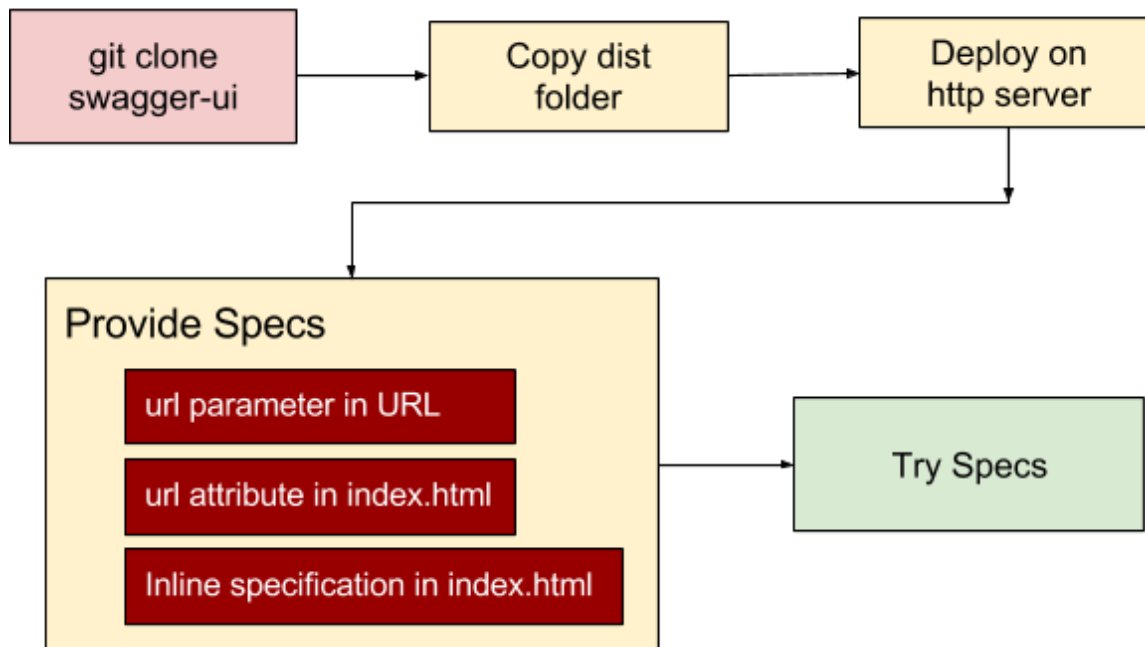 git clone
swagger-ui
Copy dist
folder
Deploy on
http server
Provide Specs
url parameter in URL
url attribute in index.html
Inline specification in index.html
Try Specs